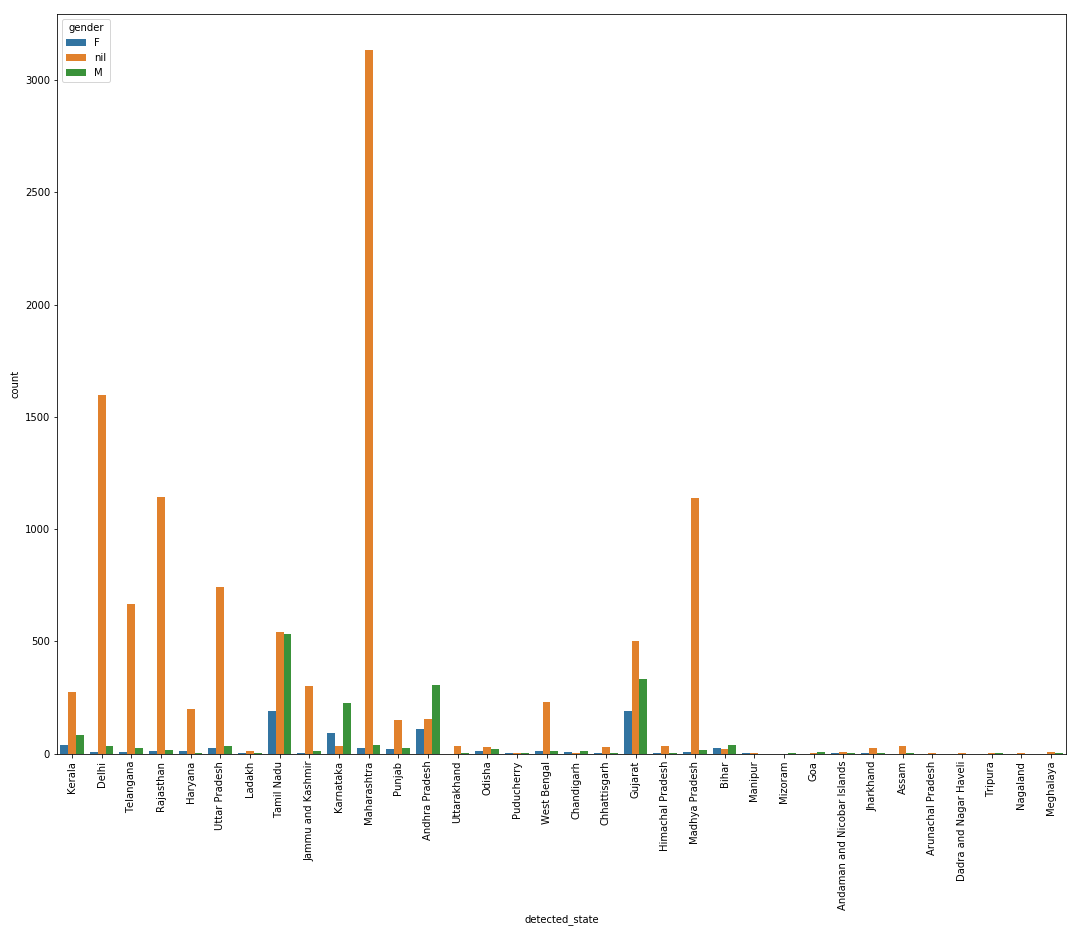 gender
F
nil
M
3000
2500
2000
1500
1000
500
0
count
Kerala
Delhi
Telangana
Rajasthan
Haryana
Uttar Pradesh
Ladakh
Tamil Nadu
Jammu and Kashmir
Karnataka
Maharashtra
Punjab
Andhra Pradesh
Uttarakhand
Odisha
Puducherry
West Bengal
Chandigarh
Chhattisgarh
Gujarat
Himachal Pradesh
Madhya Pradesh
Bihar
Manipur
Mizoram
Goa
Andaman and Nicobar Islands
Jharkhand
Assam
Arunachal Pradesh
Dadra and Nagar Haveli
Tripura
Nagaland
Meghalaya
detected_state